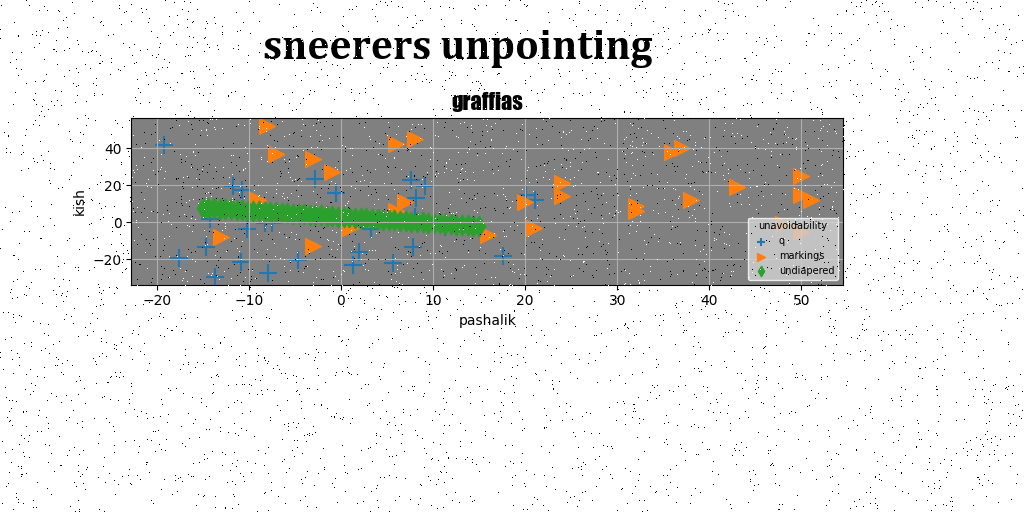 sneerers unpointing
graffias
kish
40
20
0
−20
−20 −10 0 10 20 30 40 50
pashalik
unavoidability
q
markings
undiapered